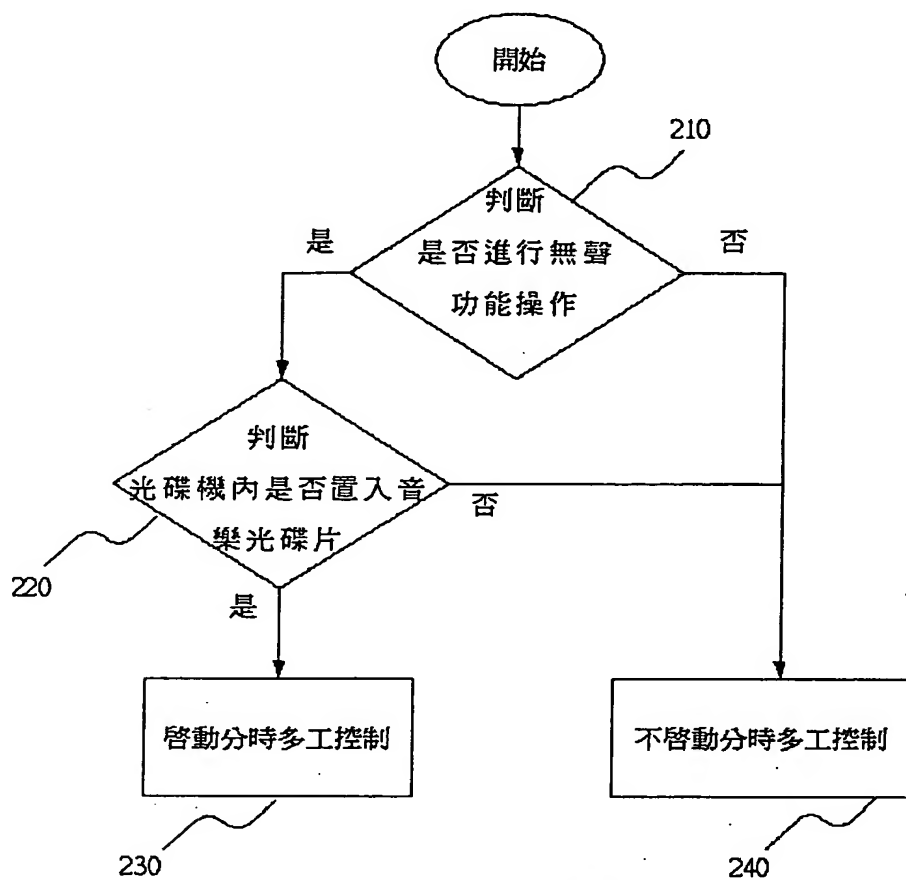 開始
210
判斷
是否進行無聲
功能操作
是
否
判斷
光碟機內是否置入音
樂光碟片
否
220
是
啓動分時多工控制
不啓動分時多工控制
230
240